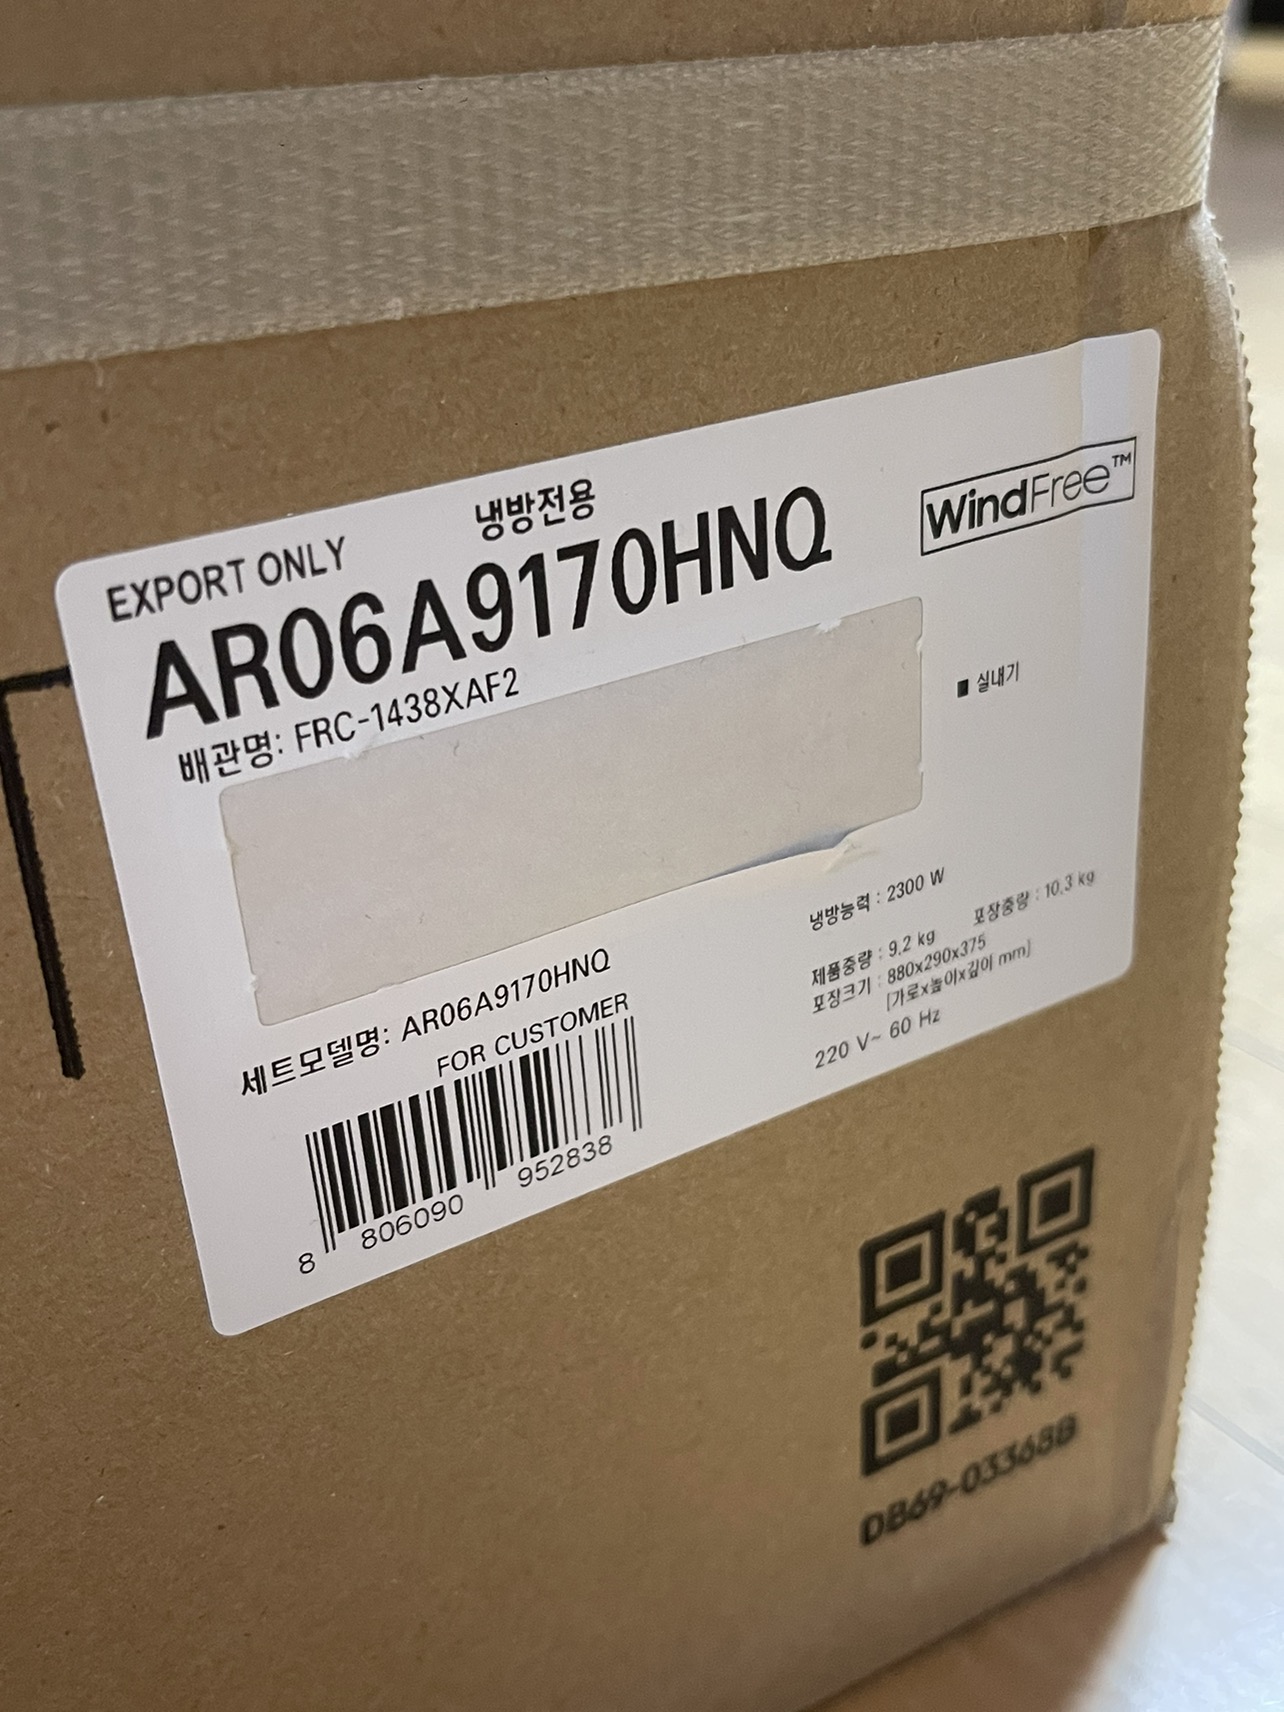 냉방전용
EXPORT ONLY
AR06A9170HNQ
WindFree™
배관명: FRC-1438XAF2
■ 실내기
냉방능력 : 2300 W
포장중량 : 10.3 kg
제품중량 : 9.2 kg
포장크기 : 880x290x375
[가로x높이x깊이 mm]
220 V~ 60 Hz
세트모델명: AR06A9170HNQ
FOR CUSTOMER
8 806090 952838
DB69-03368B